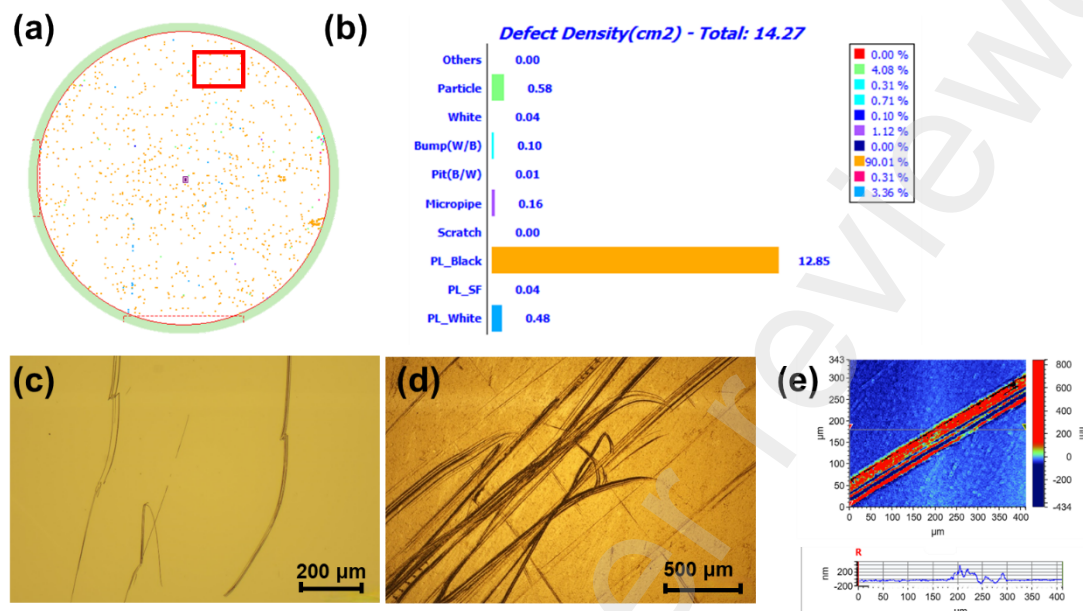 (a)
(b)
Defect Density(cm2) - Total: 14.27
Others 0.00
Particle 0.58
White 0.04
Bump(W/B) 0.10
Pit(B/W) 0.01
Micropipe 0.16
Scratch 0.00
PL_Black 12.85
PL_SF 0.04
PL_White 0.48
0.00 %
4.08 %
0.31 %
0.71 %
0.10 %
1.12 %
0.00 %
90.01 %
0.31 %
3.36 %
(c)
200 µm
(d)
500 µm
(e)
343
300
250
200
150
100
50
0
µm
0 50 100 150 200 250 300 350 400
µm
800
600
400
200
0
-200
-434
nm
R
nm
200
-200
0 50 100 150 200 250 300 350 400
µm
er review